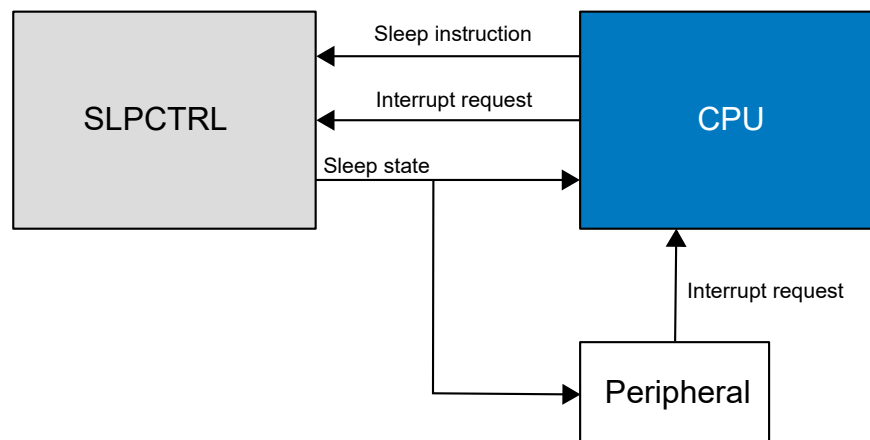 Sleep instruction
SLPCTRL
Interrupt request
CPU
Sleep state
Interrupt request
Peripheral